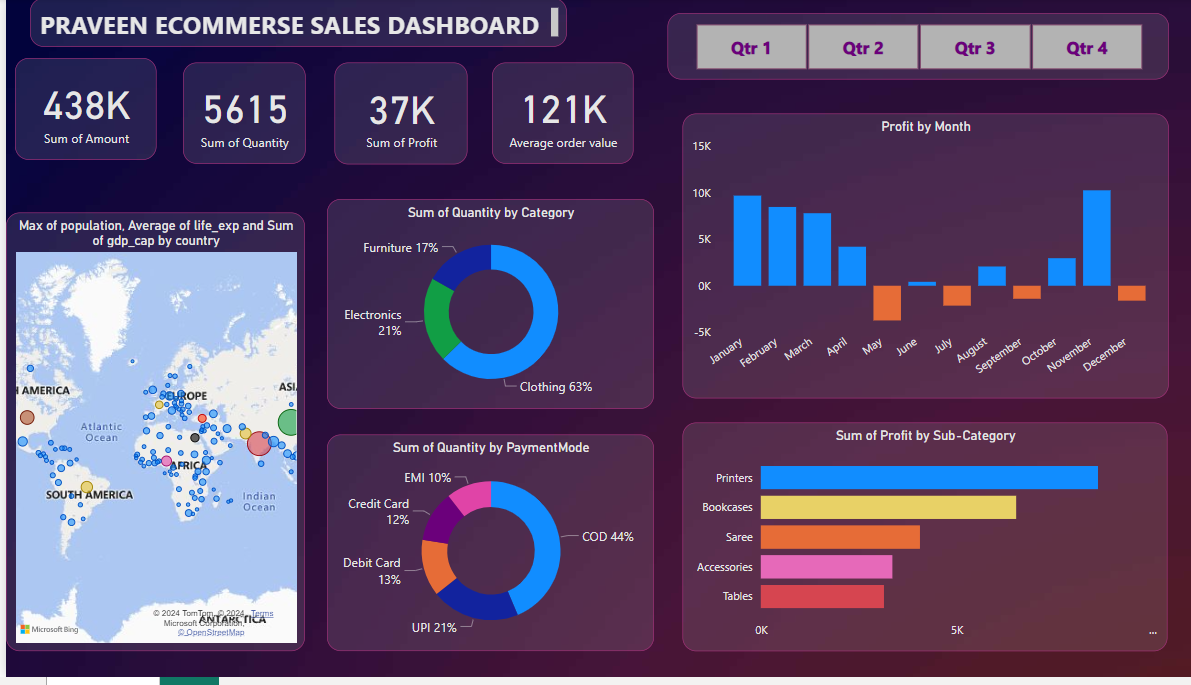 PRAVEEN ECOMMERSE SALES DASHBOARD
Qtr 1
Qtr 2
Qtr 3
Qtr 4
438K
Sum of Amount
5615
Sum of Quantity
37K
Sum of Profit
121K
Average order value
Profit by Month
15K
10K
5K
0K
-5K
January
February
March
April
May
June
July
August
September
October
November
December
Max of population, Average of life_exp and Sum
of gdp_cap by country
AMERICA
EUROPE
ASI
Atlantic
Ocean
AFRICA
SOUTH AMERICA
Indian
Ocean
© 2024 TomTom, © 2024 Terms
Microsoft Corporation,
ANTARCTICA
© OpenStreetMap
Microsoft Bing
Sum of Quantity by Category
Furniture 17%
Electronics
21%
Clothing 63%
Sum of Quantity by PaymentMode
EMI 10%
Credit Card
12%
COD 44%
Debit Card
13%
UPI 21%
Sum of Profit by Sub-Category
Printers
Bookcases
Saree
Accessories
Tables
0K
5K
...